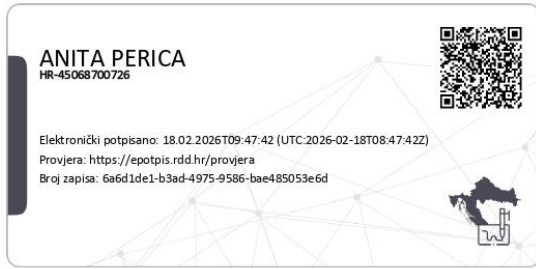 ANITA PERICA
HR-45068700726
Elektronički potpisano: 18.02.2026T09:47:42 (UTC:2026-02-18T08:47:42Z)
Provjera: https://epotpis.rdd.hr/provjera
Broj zapisa: 6a6d1de1-b3ad-4975-9586-bae485053e6d